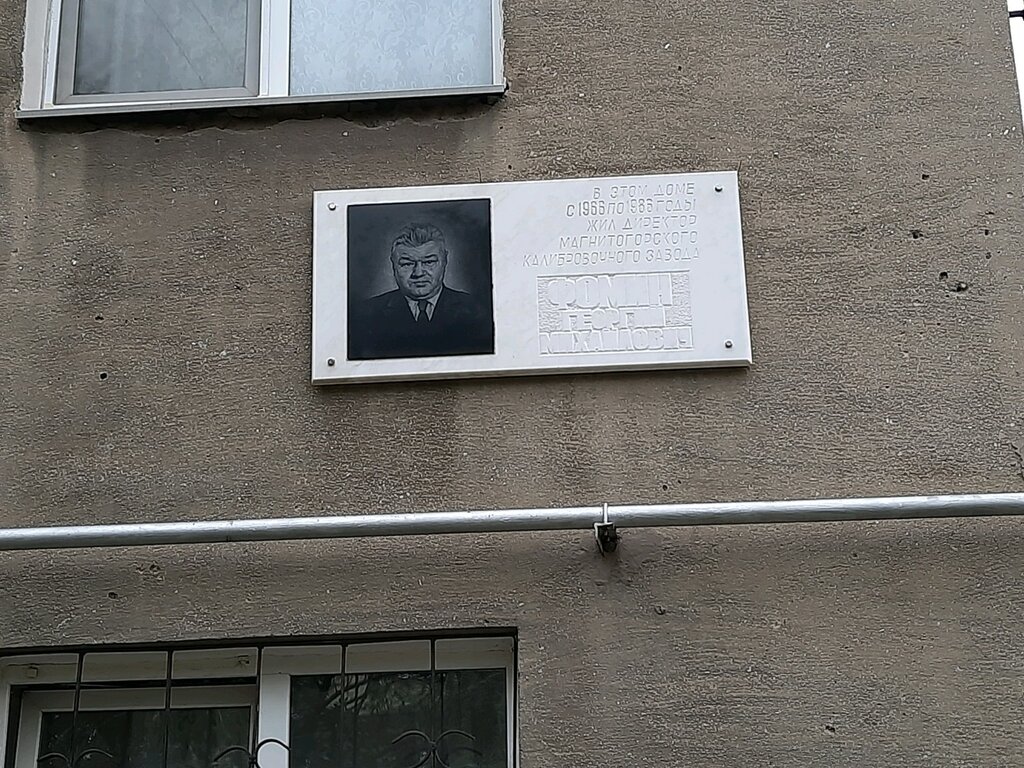 В ЭТОМ ДОМЕ
С 1966 ПО 1986 ГОДЫ
ЖИЛ ДИРЕКТОР
МАГНИТОГОРСКОГО
КАЛИБРОВОЧНОГО ЗАВОДА
ФОМИН
ГЕОРГИЙ
МИХАЙЛОВИЧ